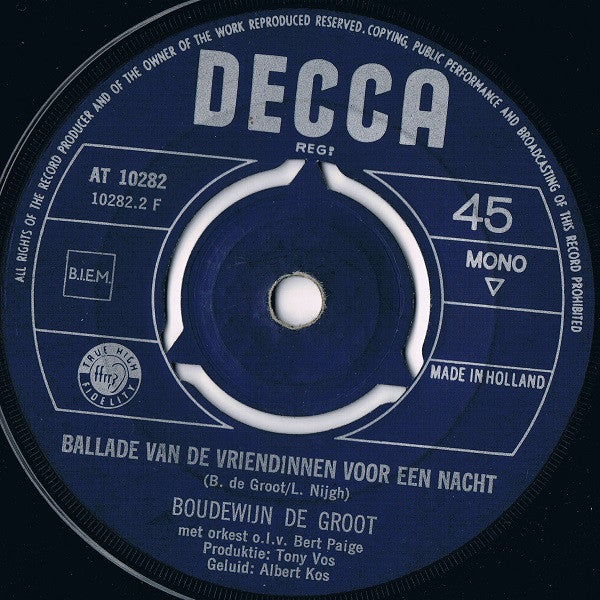 ALL RIGHTS OF THE RECORD PRODUCER AND OF THE OWNER OF THE WORK REPRODUCED RESERVED. COPYING, PUBLIC PERFORMANCE AND BROADCASTING OF THIS RECORD PROHIBITED
DECCA
REGD
AT 10282
10282.2 F
45
MONO
B.I.E.M.
MADE IN HOLLAND
TRUE HIGH
ffrr
FIDELITY
BALLADE VAN DE VRIENDINNEN VOOR EEN NACHT
(B. de Groot/L. Nijgh)
BOUDEWIJN DE GROOT
met orkest o.l.v. Bert Paige
Produktie: Tony Vos
Geluid: Albert Kos